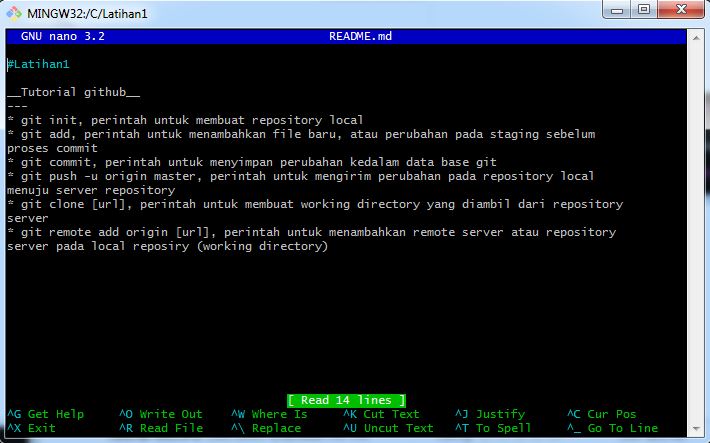 MINGW32:/C/Latihan1
GNU nano 3.2 README.md
#Latihan1
__Tutorial github__
---
* git init, perintah untuk membuat repository local
* git add, perintah untuk menambahkan file baru, atau perubahan pada staging sebelum
proses commit
* git commit, perintah untuk menyimpan perubahan kedalam data base git
* git push -u origin master, perintah untuk mengirim perubahan pada repository local
menuju server repository
* git clone [url], perintah untuk membuat working directory yang diambil dari repository
server
* git remote add origin [url], perintah untuk menambahkan remote server atau repository
server pada local reposiry (working directory)
[ Read 14 lines ]
^G Get Help ^O Write Out ^W Where Is ^K Cut Text ^J Justify ^C Cur Pos
^X Exit ^R Read File ^\ Replace ^U Uncut Text ^T To Spell ^_ Go To Line